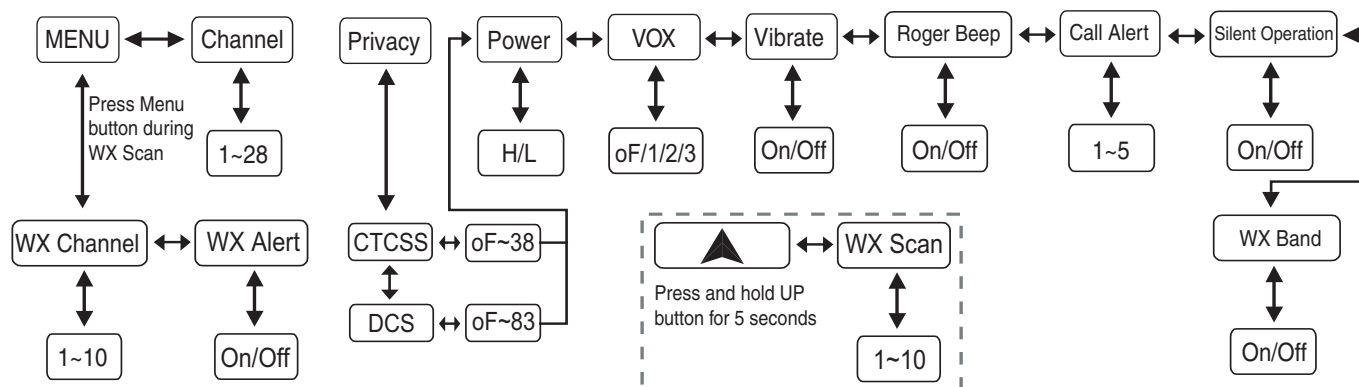 MENU
Channel
Privacy
Power
VOX
Vibrate
Roger Beep
Call Alert
Silent Operation
Press Menu
button during
WX Scan
1~28
H/L
oF/1/2/3
On/Off
On/Off
1~5
On/Off
WX Channel
WX Alert
CTCSS
oF~38
DCS
oF~83
1~10
On/Off
WX Scan
Press and hold UP
button for 5 seconds
1~10
WX Band
On/Off